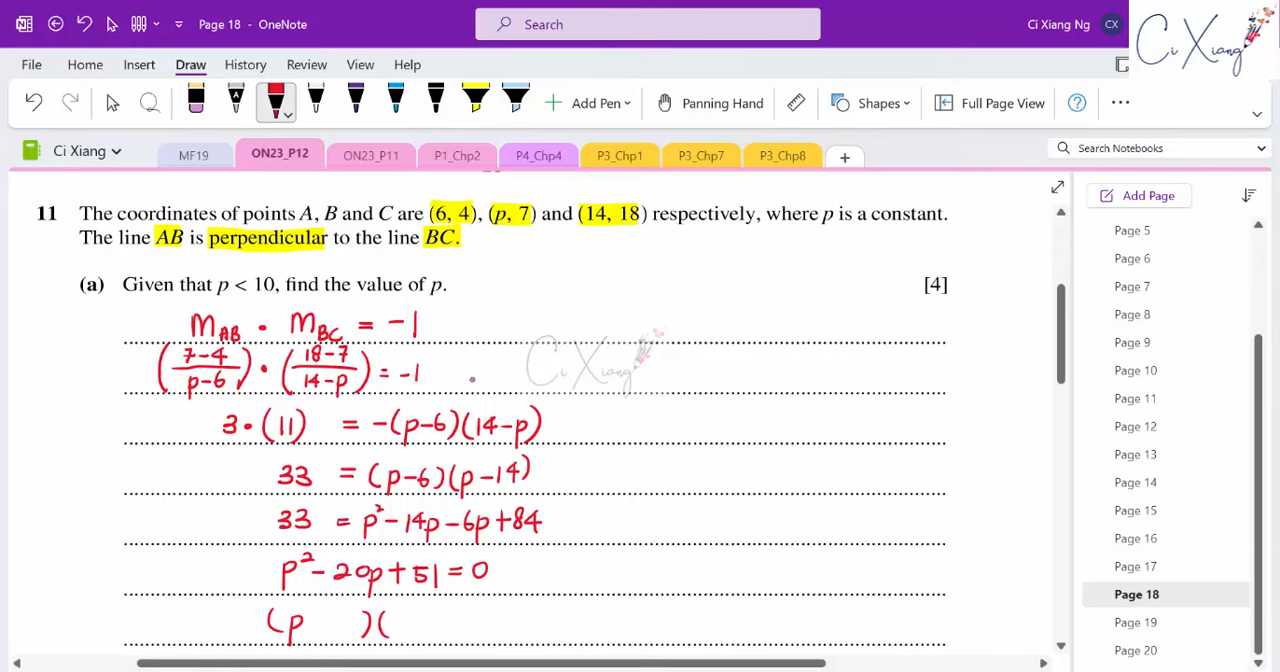 Page 18 - OneNote
Search
Ci Xiang Ng
CX
Ci Xiang
File Home Insert Draw History Review View Help
Add Pen
Panning Hand
Shapes
Full Page View
Ci Xiang
MF19
ON23_P12
ON23_P11
P1_Chp2
P4_Chp4
P3_Chp1
P3_Chp7
P3_Chp8
Search Notebooks
Add Page
11 The coordinates of points A, B and C are (6, 4), (p, 7) and (14, 18) respectively, where p is a constant.
The line AB is perpendicular to the line BC.
(a) Given that p < 10, find the value of p. [4]
m_AB · m_BC = -1
((7-4)/(p-6)) · ((18-7)/(14-p)) = -1
3 · (11) = -(p-6)(14-p)
33 = (p-6)(p-14)
33 = p² - 14p - 6p + 84
p² - 20p + 51 = 0
(p )(
Ci Xiang
Page 5
Page 6
Page 7
Page 8
Page 9
Page 10
Page 11
Page 12
Page 13
Page 14
Page 15
Page 16
Page 17
Page 18
Page 19
Page 20